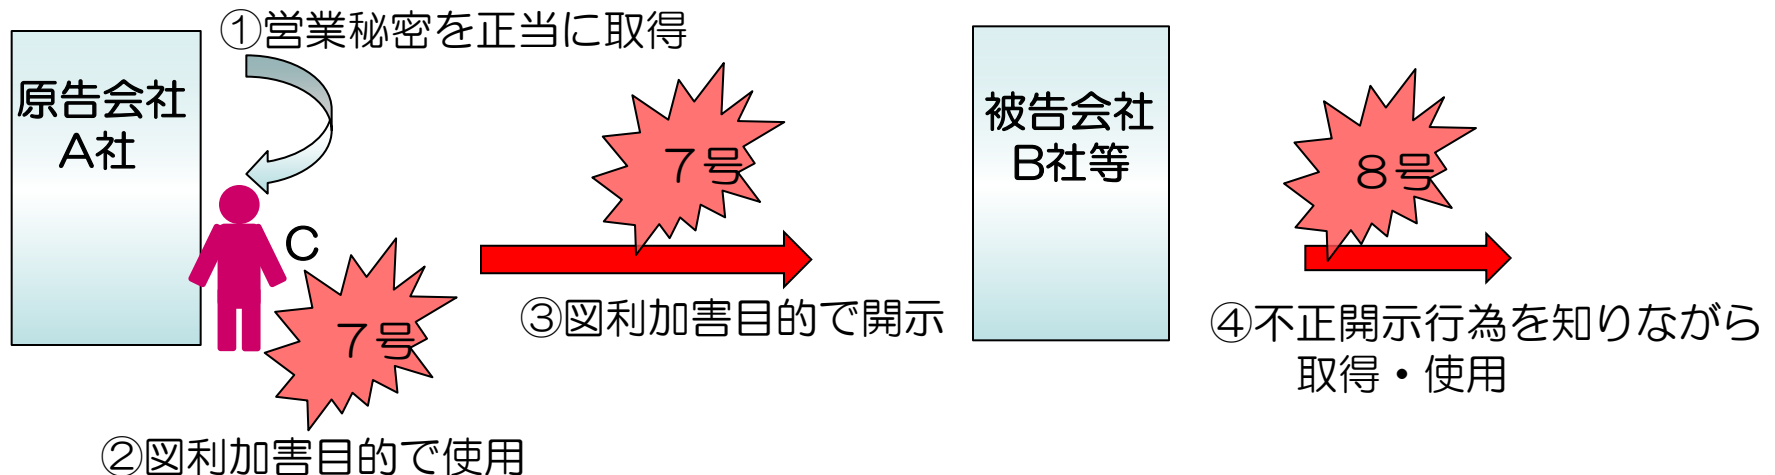 ①営業秘密を正当に取得
原告会社
A社
C
７号
②図利加害目的で使用
７号
③図利加害目的で開示
被告会社
B社等
８号
④不正開示行為を知りながら
取得・使用